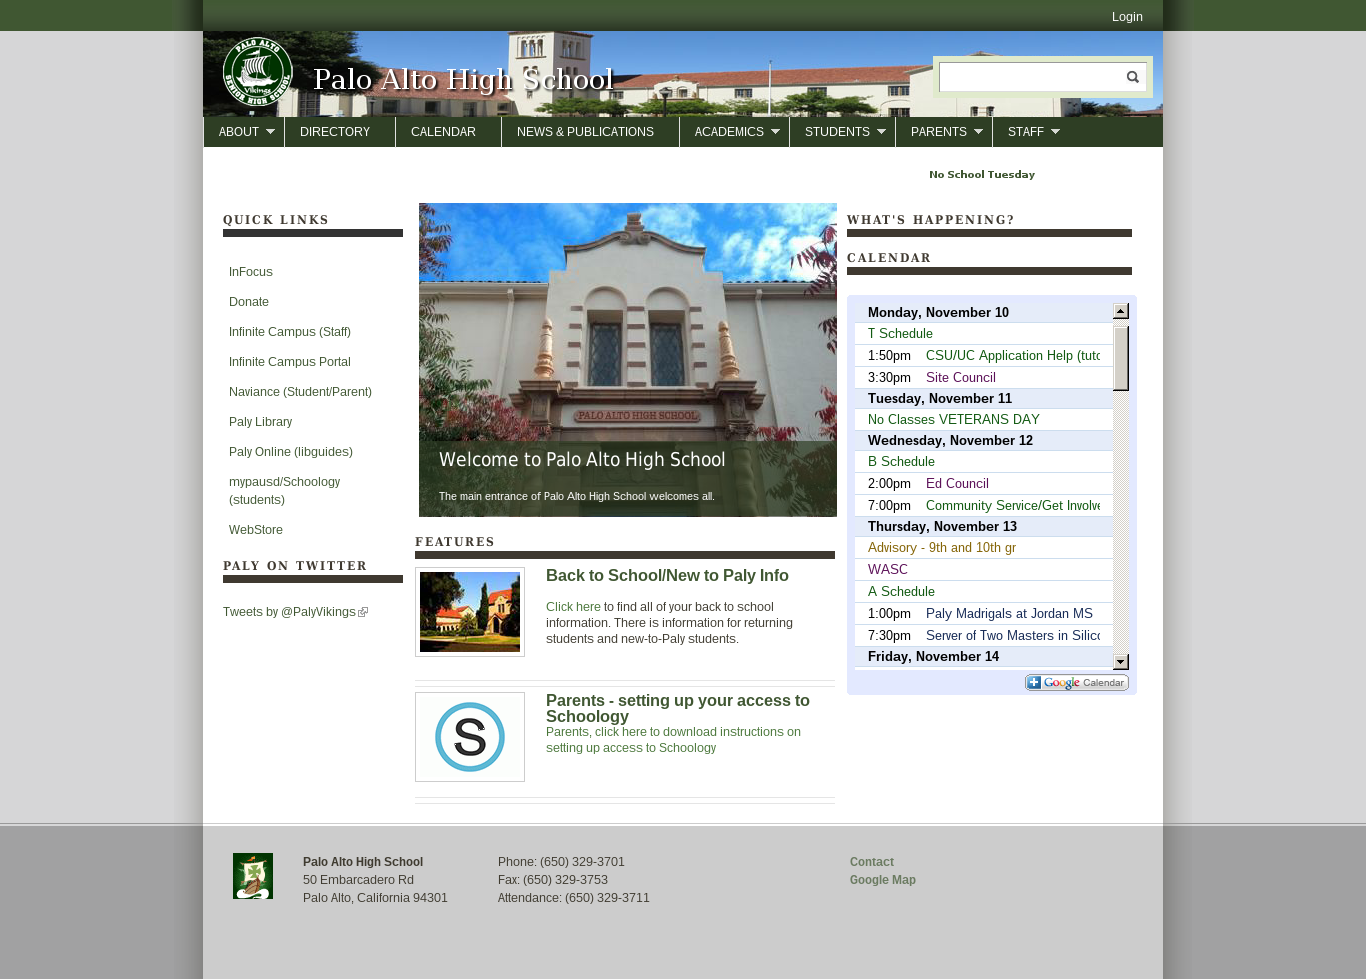 Login
PALO ALTO
Vikings
SENIOR HIGH SCHOOL
Palo Alto High School
ABOUT
DIRECTORY
CALENDAR
NEWS & PUBLICATIONS
ACADEMICS
STUDENTS
PARENTS
STAFF
No School Tuesday
QUICK LINKS
InFocus
Donate
Infinite Campus (Staff)
Infinite Campus Portal
Naviance (Student/Parent)
Paly Library
Paly Online (libguides)
mypausd/Schoology
(students)
WebStore
PALY ON TWITTER
Tweets by @PalyVikings
PALO ALTO HIGH SCHOOL
Welcome to Palo Alto High School
The main entrance of Palo Alto High School welcomes all.
FEATURES
Back to School/New to Paly Info
Click here to find all of your back to school
information. There is information for returning
students and new-to-Paly students.
S
Parents - setting up your access to
Schoology
Parents, click here to download instructions on
setting up access to Schoology
WHAT'S HAPPENING?
CALENDAR
Monday, November 10
T Schedule
1:50pm CSU/UC Application Help (tuto
3:30pm Site Council
Tuesday, November 11
No Classes VETERANS DAY
Wednesday, November 12
B Schedule
2:00pm Ed Council
7:00pm Community Service/Get Involve
Thursday, November 13
Advisory - 9th and 10th gr
WASC
A Schedule
1:00pm Paly Madrigals at Jordan MS
7:30pm Server of Two Masters in Silico
Friday, November 14
Google Calendar
Palo Alto High School
50 Embarcadero Rd
Palo Alto, California 94301
Phone: (650) 329-3701
Fax: (650) 329-3753
Attendance: (650) 329-3711
Contact
Google Map